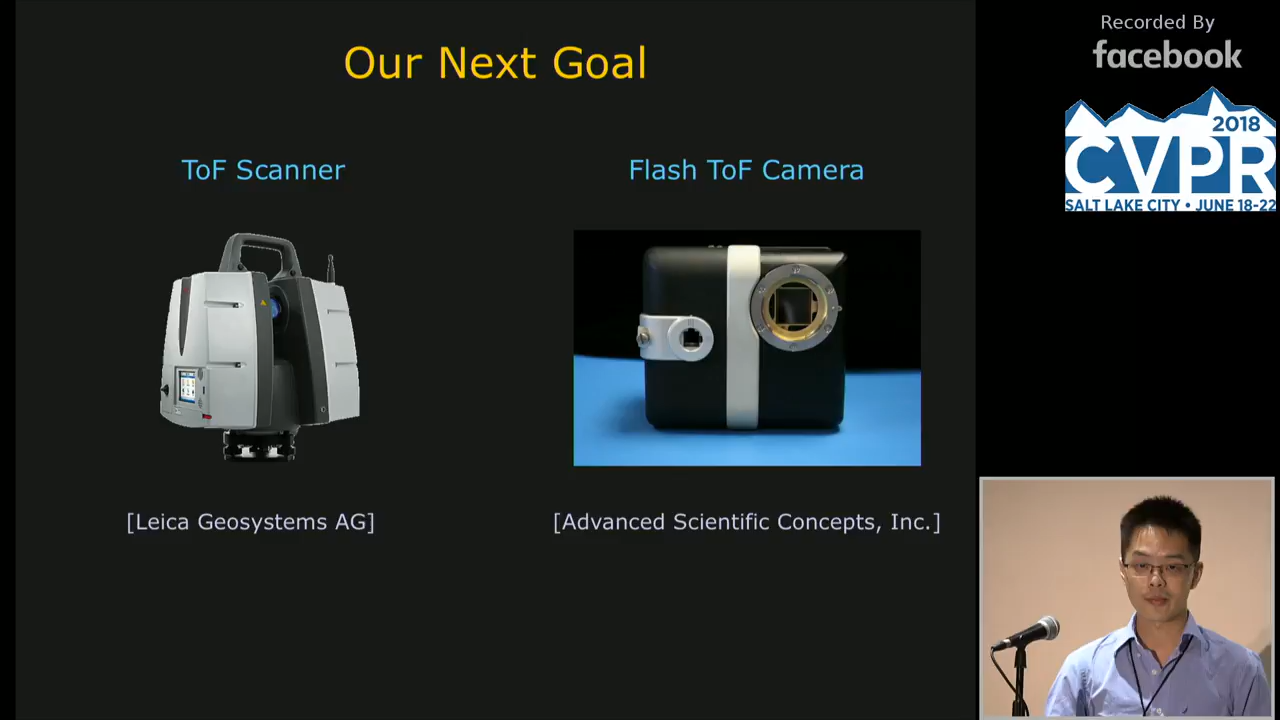 Our Next Goal
ToF Scanner
Flash ToF Camera
[Leica Geosystems AG]
[Advanced Scientific Concepts, Inc.]
Recorded By
facebook
2018
CVPR
SALT LAKE CITY • JUNE 18-22